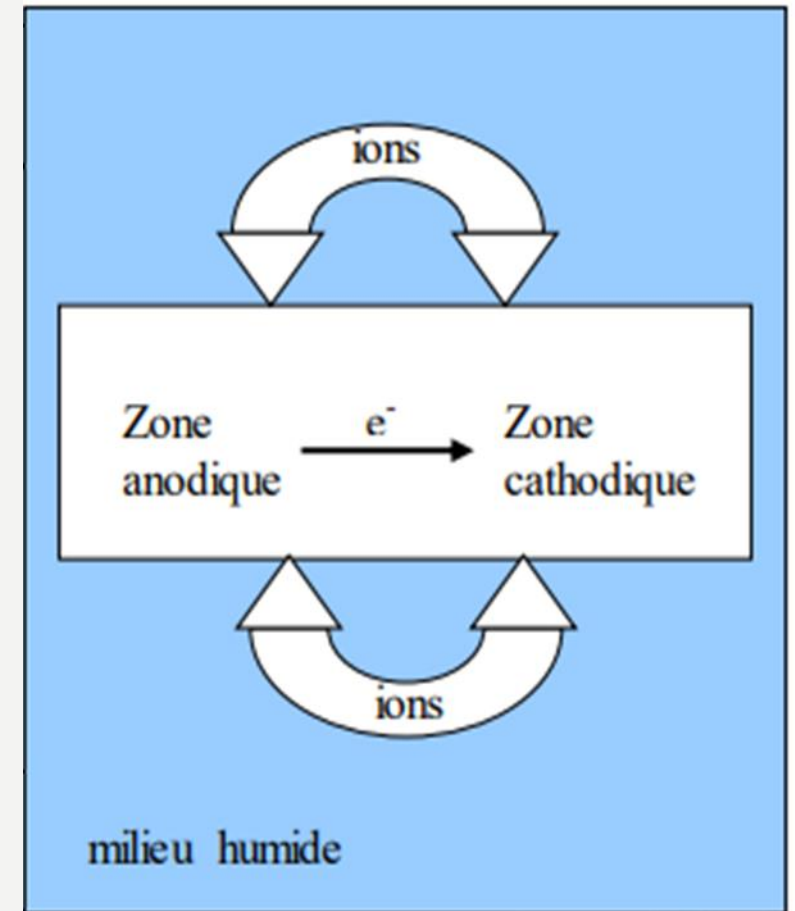 ions
Zone
anodique
e⁻
Zone
cathodique
ions
milieu humide